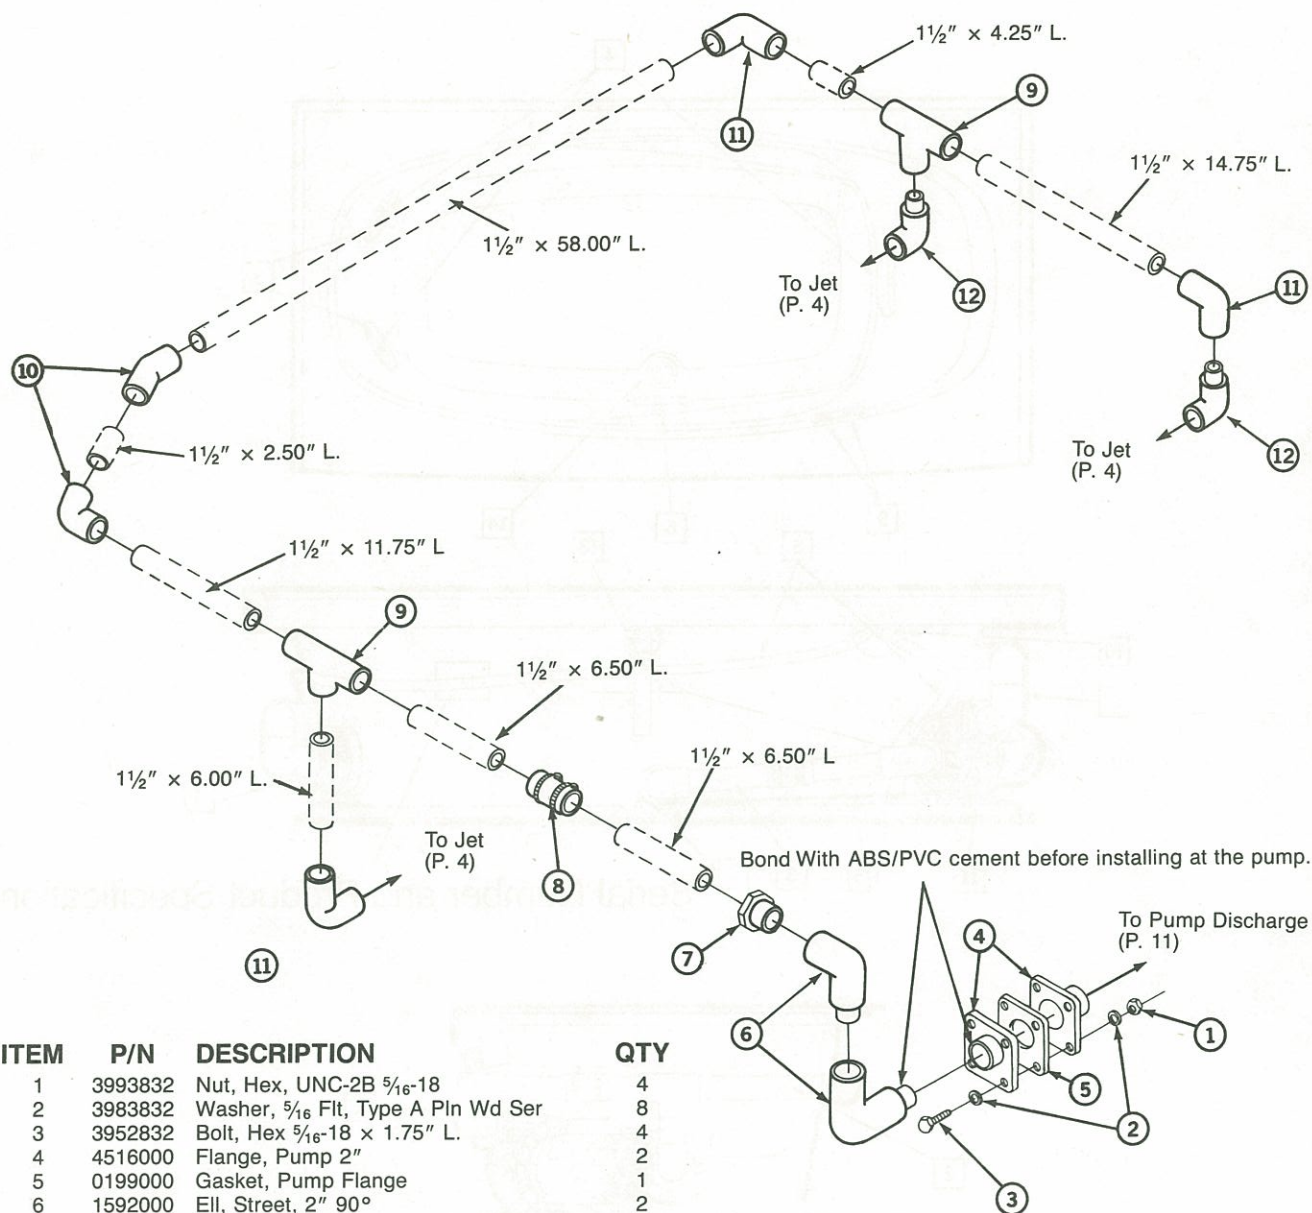 1½" × 4.25" L.
9
11
1½" × 14.75" L.
1½" × 58.00" L.
To Jet
(P. 4)
12
11
10
To Jet
(P. 4)
12
1½" × 2.50" L.
1½" × 11.75" L
9
1½" × 6.50" L.
1½" × 6.50" L
1½" × 6.00" L.
To Jet
(P. 4)
8
Bond With ABS/PVC cement before installing at the pump.
To Pump Discharge
(P. 11)
4
7
11
6
1
5
2
3
ITEM P/N DESCRIPTION QTY
1 3993832 Nut, Hex, UNC-2B 5⁄16-18 4
2 3983832 Washer, 5⁄16 Flt, Type A Pln Wd Ser 8
3 3952832 Bolt, Hex 5⁄16-18 × 1.75" L. 4
4 4516000 Flange, Pump 2" 2
5 0199000 Gasket, Pump Flange 1
6 1592000 Ell, Street, 2" 90° 2